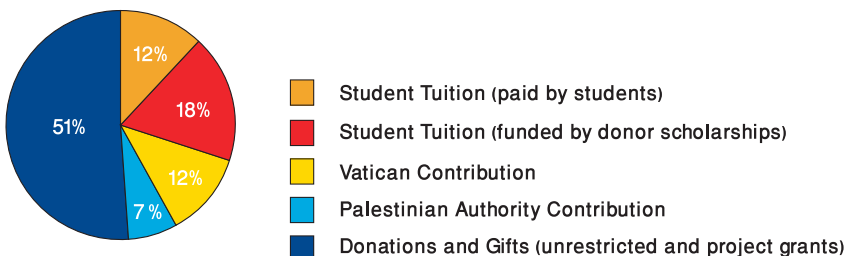 12%
18%
51%
12%
7 %
Student Tuition (paid by students)
Student Tuition (funded by donor scholarships)
Vatican Contribution
Palestinian Authority Contribution
Donations and Gifts (unrestricted and project grants)